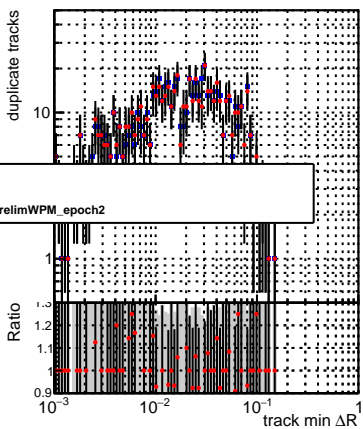 duplicate tracks
10
relimWPM_epoch2
1
Ratio
1.3
1.2
1.1
1
0.9
10⁻³
10⁻²
10⁻¹
1
track min ΔR